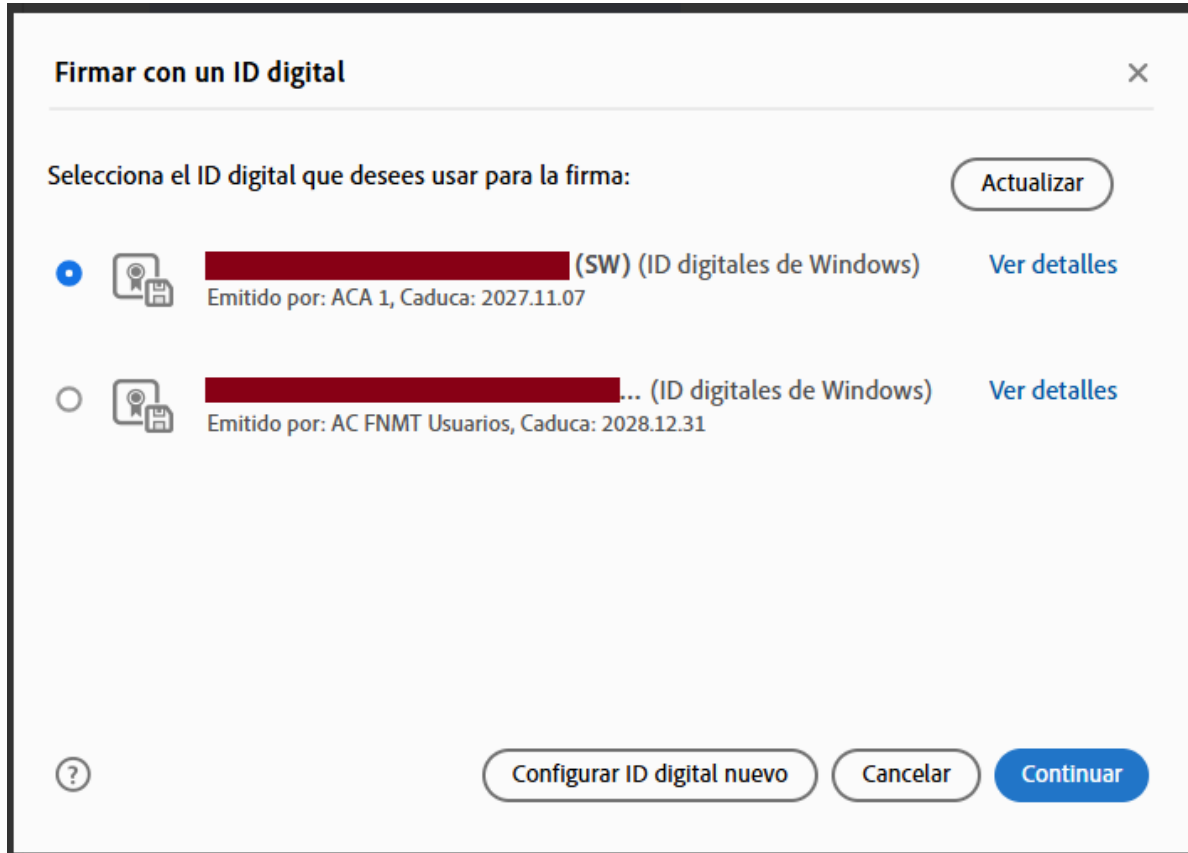 Firmar con un ID digital
Selecciona el ID digital que desees usar para la firma:
Actualizar
(SW) (ID digitales de Windows)
Ver detalles
Emitido por: ACA 1, Caduca: 2027.11.07
... (ID digitales de Windows)
Ver detalles
Emitido por: AC FNMT Usuarios, Caduca: 2028.12.31
?
Configurar ID digital nuevo
Cancelar
Continuar